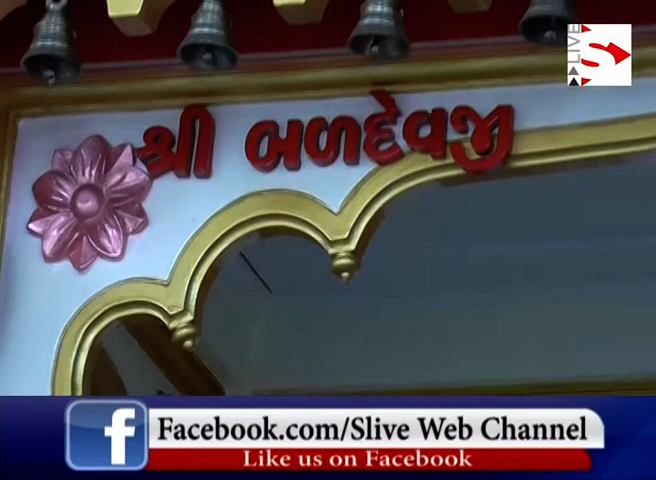 LIVE
શ્રી બળદેવજી
Facebook.com/Slive Web Channel
Like us on Facebook